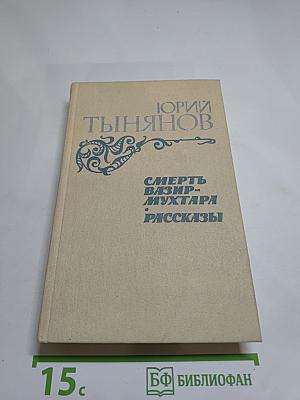 ЮРИЙ
ТЫНЯНОВ
СМЕРТЬ
ВАЗИР-
МУХТАРА
•
РАССКАЗЫ
15с
БФ БИБЛИОФАН